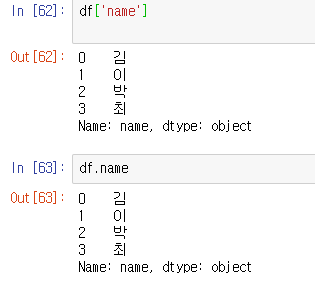 In [62]: df['name']
Out[62]: 0    김
1    이
2    박
3    최
Name: name, dtype: object
In [63]: df.name
Out[63]: 0    김
1    이
2    박
3    최
Name: name, dtype: object